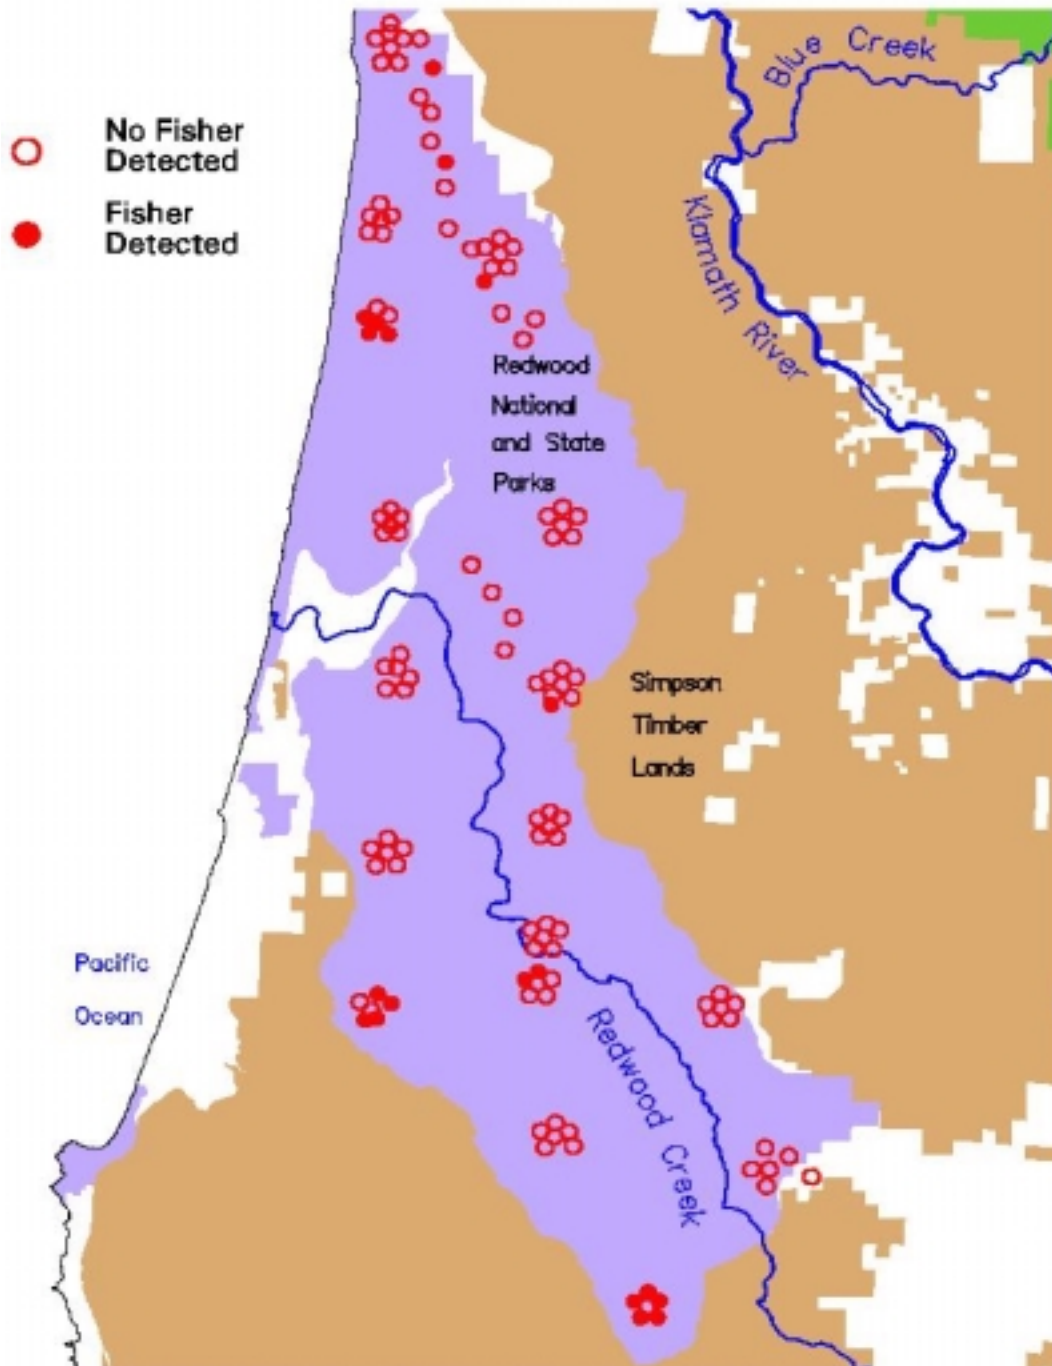 No Fisher
Detected
Fisher
Detected
Blue Creek
Klamath River
Redwood
National
and State
Parks
Simpson
Timber
Lands
Pacific
Ocean
Redwood Creek